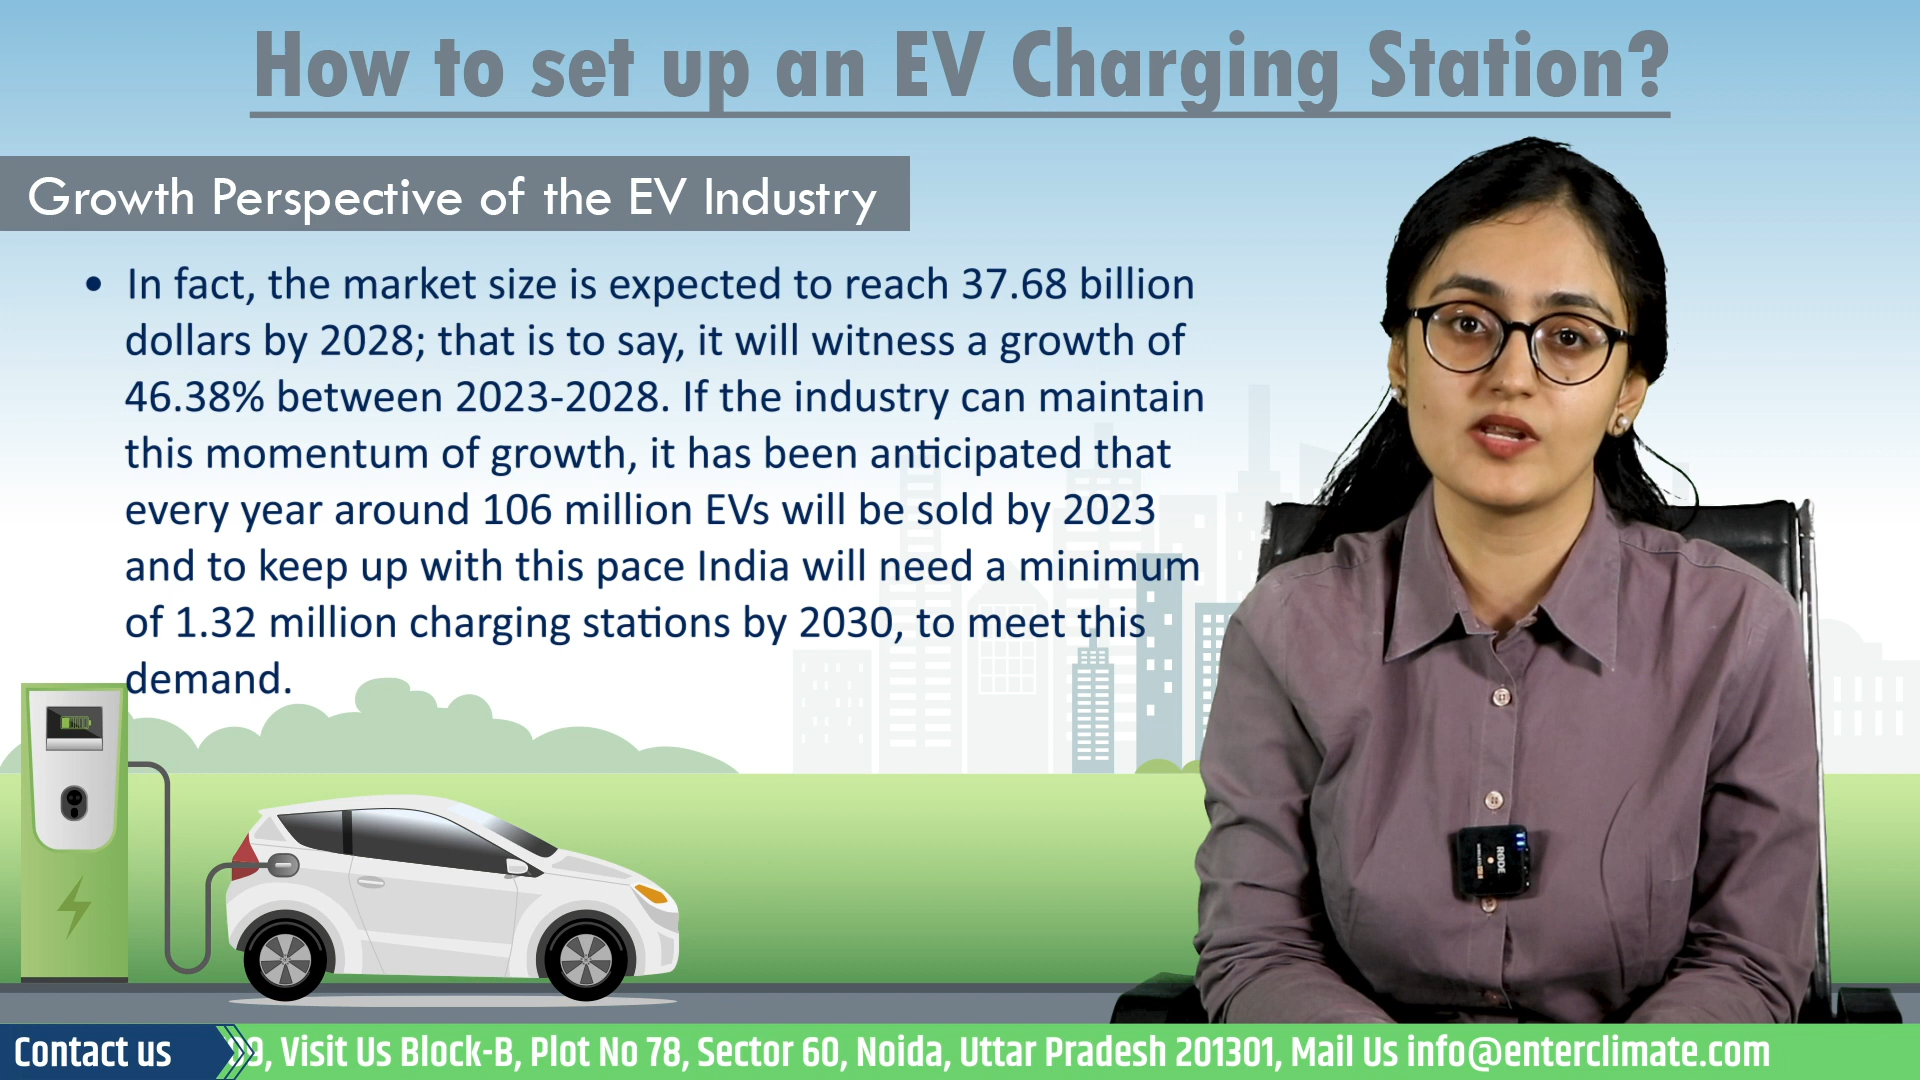 How to set up an EV Charging Station?
Growth Perspective of the EV Industry
• In fact, the market size is expected to reach 37.68 billion
dollars by 2028; that is to say, it will witness a growth of
46.38% between 2023-2028. If the industry can maintain
this momentum of growth, it has been anticipated that
every year around 106 million EVs will be sold by 2023
and to keep up with this pace India will need a minimum
of 1.32 million charging stations by 2030, to meet this
demand.
RØDE
Contact us
9, Visit Us Block-B, Plot No 78, Sector 60, Noida, Uttar Pradesh 201301, Mail Us info@enterclimate.com